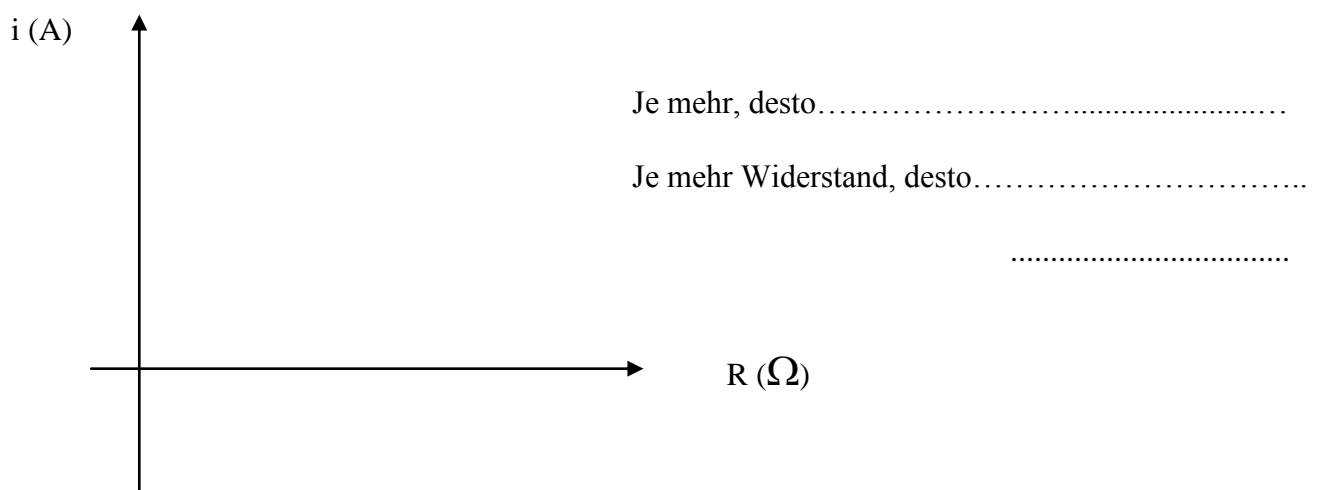 i (A)
Je mehr, desto……………………......................…
Je mehr Widerstand, desto…………………………..
...................................
R (Ω)